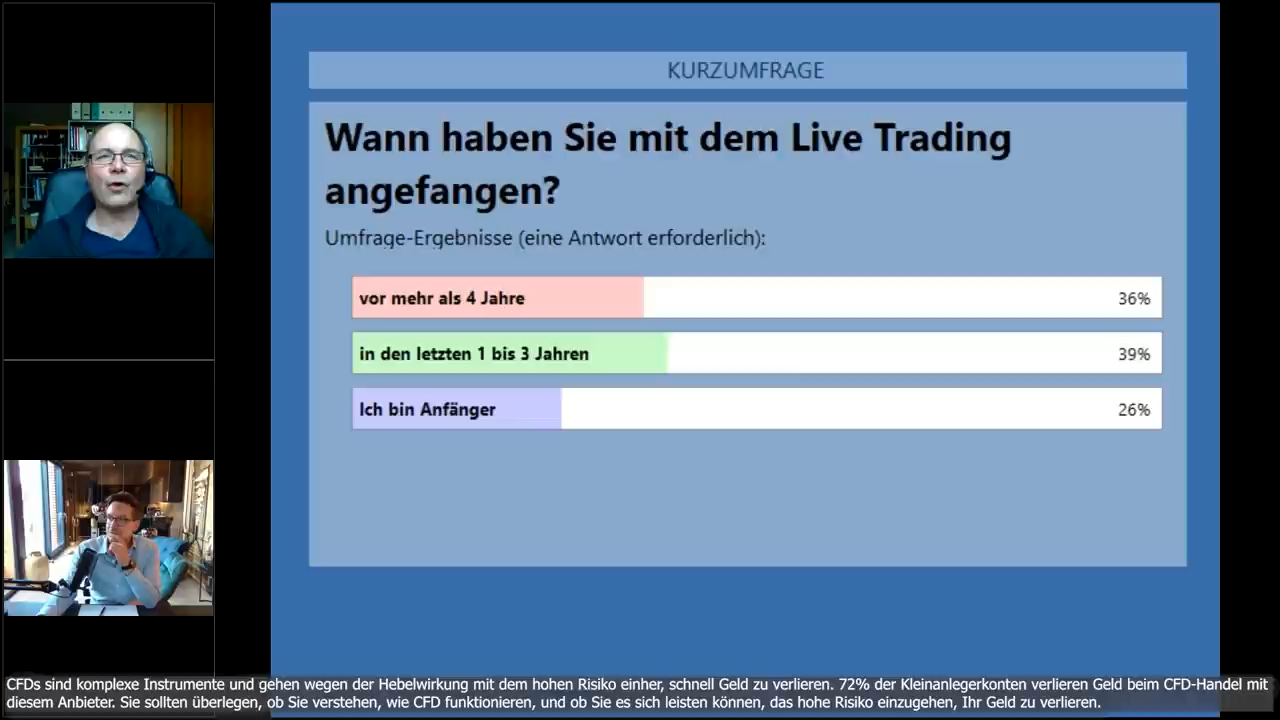 KURZUMFRAGE
Wann haben Sie mit dem Live Trading
angefangen?
Umfrage-Ergebnisse (eine Antwort erforderlich):
vor mehr als 4 Jahre 36%
in den letzten 1 bis 3 Jahren 39%
Ich bin Anfänger 26%
CFDs sind komplexe Instrumente und gehen wegen der Hebelwirkung mit dem hohen Risiko einher, schnell Geld zu verlieren. 72% der Kleinanlegerkonten verlieren Geld beim CFD-Handel mit
diesem Anbieter. Sie sollten überlegen, ob Sie verstehen, wie CFD funktionieren, und ob Sie es sich leisten können, das hohe Risiko einzugehen, Ihr Geld zu verlieren.